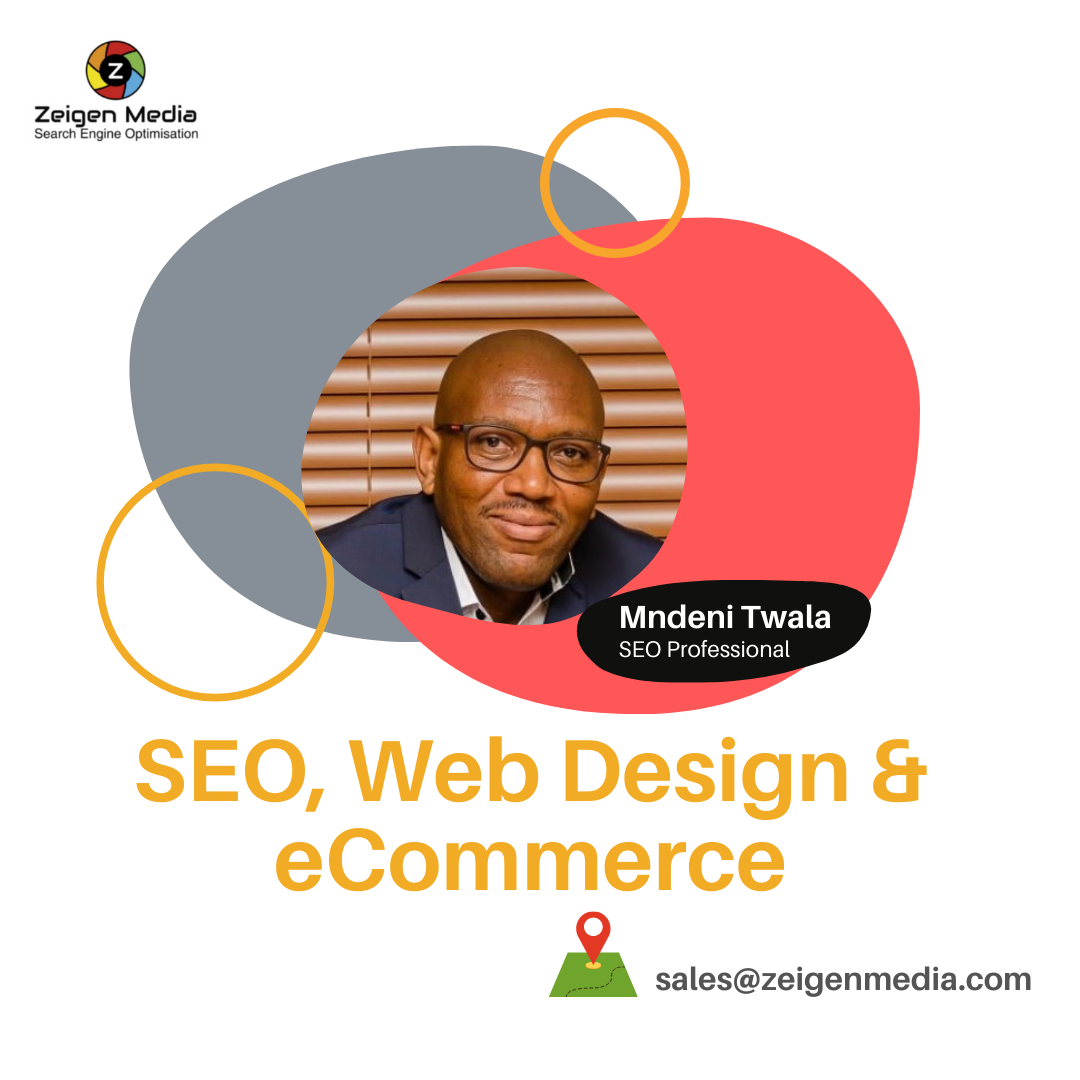 Z
Zeigen Media
Search Engine Optimisation
Mndeni Twala
SEO Professional
SEO, Web Design &
eCommerce
sales@zeigenmedia.com